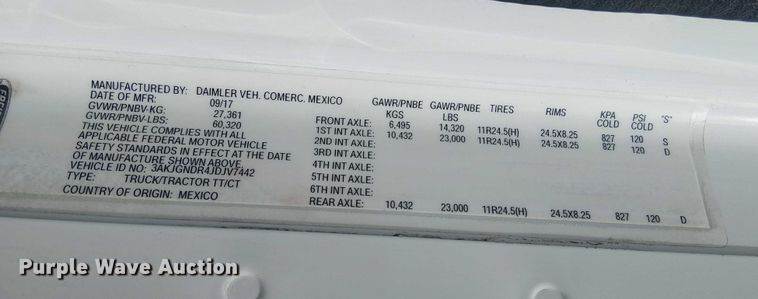 MANUFACTURED BY: DAIMLER VEH. COMERC. MEXICO
DATE OF MFR: 09/17
GVWR/PNBV-KG: 27,361
GVWR/PNBV-LBS: 60,320
THIS VEHICLE COMPLIES WITH ALL
APPLICABLE FEDERAL MOTOR VEHICLE
SAFETY STANDARDS IN EFFECT AT THE DATE
OF MANUFACTURE SHOWN ABOVE.
VEHICLE ID NO: 3AKJGNDR4JDJV7442
TYPE: TRUCK/TRACTOR TT/CT
COUNTRY OF ORIGIN: MEXICO
GAWR/PNBE KGS GAWR/PNBE LBS TIRES RIMS KPA COLD PSI COLD "S"
FRONT AXLE: 6,495 14,320 11R24.5(H) 24.5X8.25 827 120 S
1ST INT AXLE: 10,432 23,000 11R24.5(H) 24.5X8.25 827 120 D
2ND INT AXLE:
3RD INT AXLE:
4TH INT AXLE:
5TH INT AXLE:
6TH INT AXLE:
REAR AXLE: 10,432 23,000 11R24.5(H) 24.5X8.25 827 120 D
Purple Wave Auction